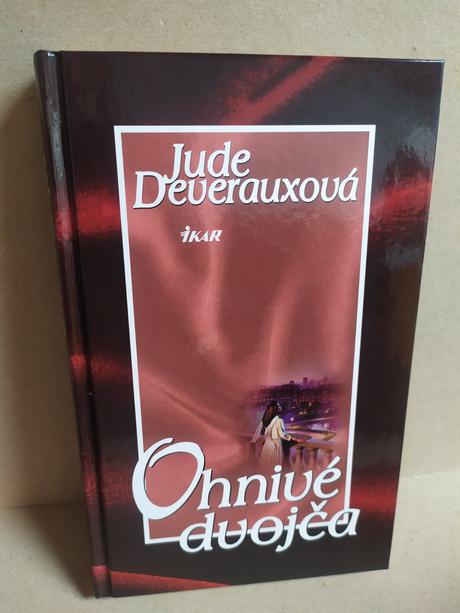 Jude
Deverauxová
IKAR
Ohnivé
dvojča